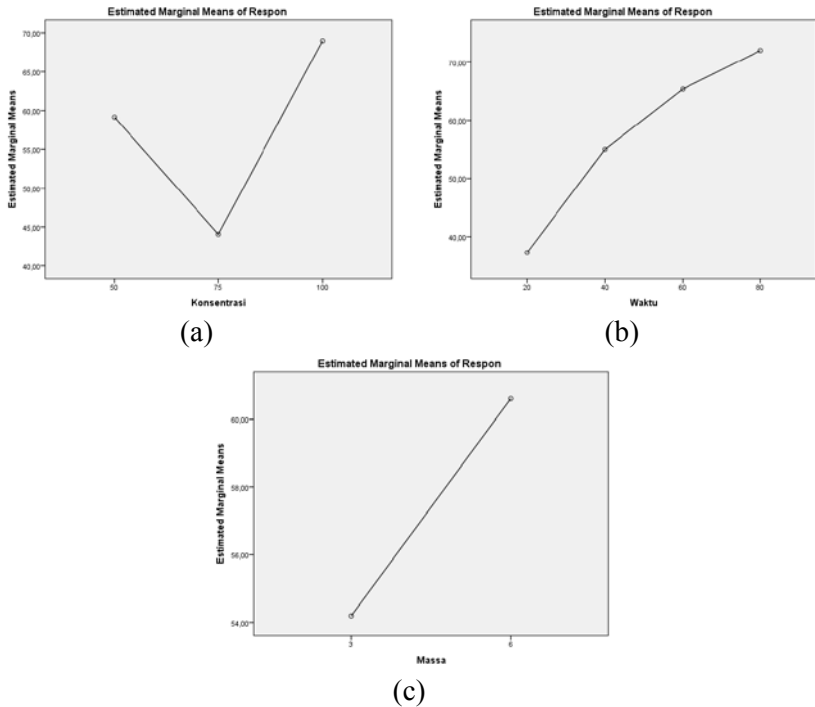 Estimated Marginal Means of Respon
Estimated Marginal Means
70,00
65,00
60,00
55,00
50,00
45,00
40,00
50 75 100
Konsentrasi
(a)
Estimated Marginal Means of Respon
Estimated Marginal Means
70,00
60,00
50,00
40,00
20 40 60 80
Waktu
(b)
Estimated Marginal Means of Respon
Estimated Marginal Means
60,00
58,00
56,00
54,00
3 6
Massa
(c)